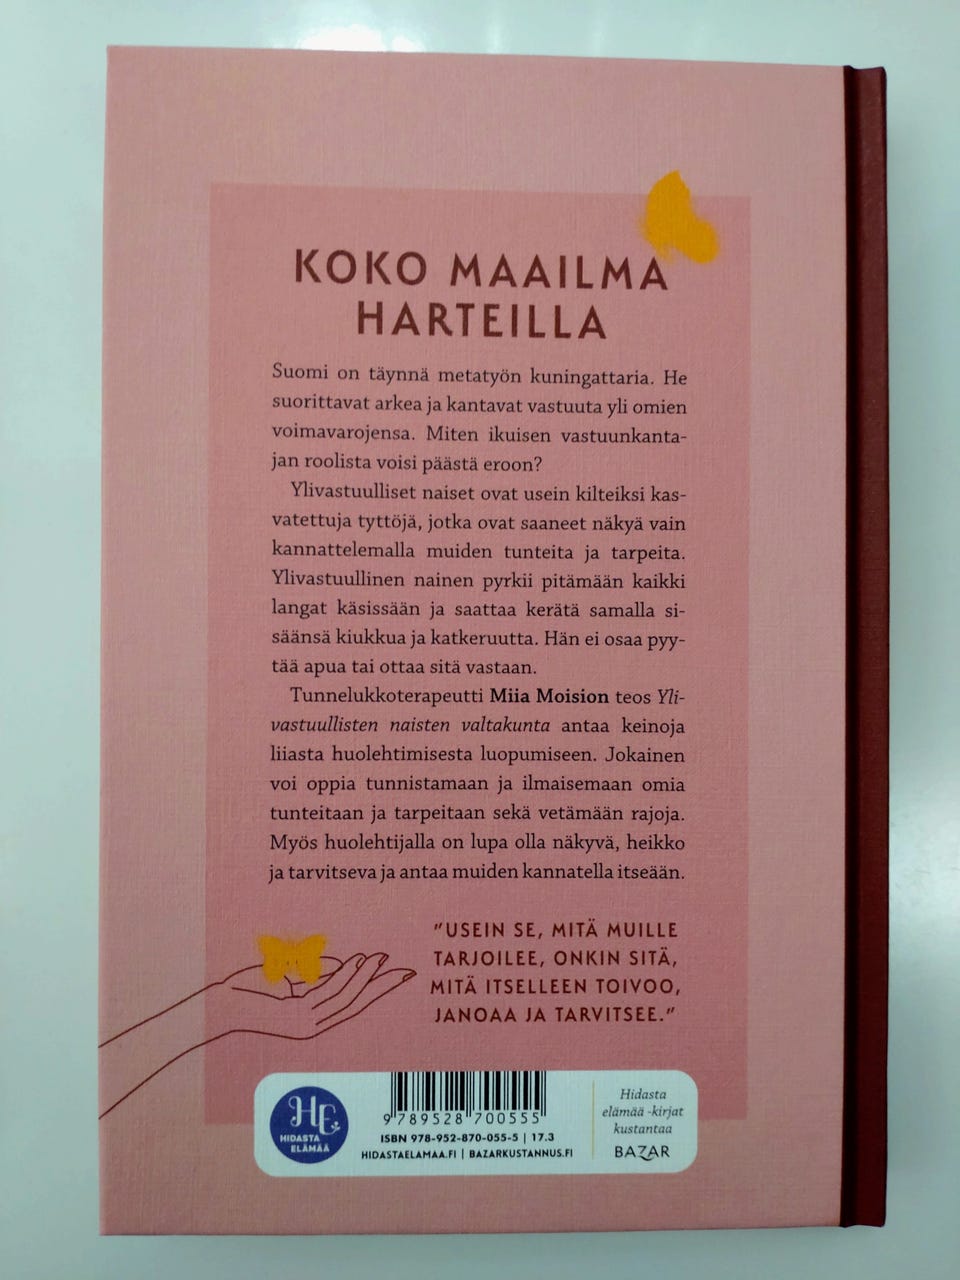 KOKO MAAILMA
HARTEILLA
Suomi on täynnä metatyön kuningattaria. He
suorittavat arkea ja kantavat vastuuta yli omien
voimavarojensa. Miten ikuisen vastuunkanta-
jan roolista voisi päästä eroon?
Ylivastuulliset naiset ovat usein kilteiksi kas-
vatettuja tyttöjä, jotka ovat saaneet näkyä vain
kannattelemalla muiden tunteita ja tarpeita.
Ylivastuullinen nainen pyrkii pitämään kaikki
langat käsissään ja saattaa kerätä samalla si-
säänsä kiukkua ja katkeruutta. Hän ei osaa pyy-
tää apua tai ottaa sitä vastaan.
Tunnelukkoterapeutti Miia Moision teos Yli-
vastuullisten naisten valtakunta antaa keinoja
liiasta huolehtimisesta luopumiseen. Jokainen
voi oppia tunnistamaan ja ilmaisemaan omia
tunteitaan ja tarpeitaan sekä vetämään rajoja.
Myös huolehtijalla on lupa olla näkyvä, heikko
ja tarvitseva ja antaa muiden kannatella itseään.
"USEIN SE, MITÄ MUILLE
TARJOILEE, ONKIN SITÄ,
MITÄ ITSELLEEN TOIVOO,
JANOAA JA TARVITSEE."
HE
HIDASTA
ELÄMÄÄ
9 789528 700555
ISBN 978-952-870-055-5 | 17.3
HIDASTAELAMAA.FI | BAZARKUSTANNUS.FI
Hidasta
elämää -kirjat
kustantaa
BAZAR